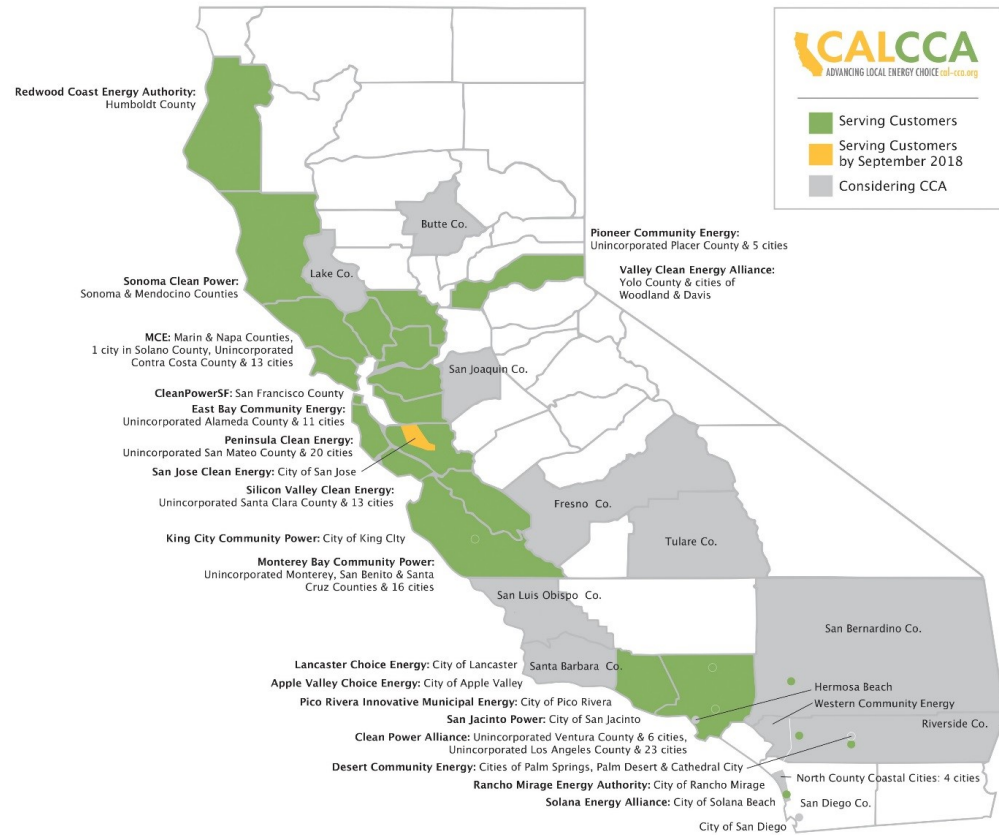 CALCCA
ADVANCING LOCAL ENERGY CHOICE cal-cca.org
Serving Customers
Serving Customers
by September 2018
Considering CCA
Redwood Coast Energy Authority:
Humboldt County
Butte Co.
Pioneer Community Energy:
Unincorporated Placer County & 5 cities
Lake Co.
Valley Clean Energy Alliance:
Yolo County & cities of
Woodland & Davis
Sonoma Clean Power:
Sonoma & Mendocino Counties
MCE: Marin & Napa Counties,
1 city in Solano County, Unincorporated
Contra Costa County & 13 cities
San Joaquin Co.
CleanPowerSF: San Francisco County
East Bay Community Energy:
Unincorporated Alameda County & 11 cities
Peninsula Clean Energy:
Unincorporated San Mateo County & 20 cities
San Jose Clean Energy: City of San Jose
Silicon Valley Clean Energy:
Unincorporated Santa Clara County & 13 cities
Fresno Co.
King City Community Power: City of King CIty
Tulare Co.
Monterey Bay Community Power:
Unincorporated Monterey, San Benito & Santa
Cruz Counties & 16 cities
San Luis Obispo Co.
San Bernardino Co.
Lancaster Choice Energy: City of Lancaster
Santa Barbara Co.
Apple Valley Choice Energy: City of Apple Valley
Hermosa Beach
Pico Rivera Innovative Municipal Energy: City of Pico Rivera
Western Community Energy
San Jacinto Power: City of San Jacinto
Riverside Co.
Clean Power Alliance: Unincorporated Ventura County & 6 cities,
Unincorporated Los Angeles County & 23 cities
Desert Community Energy: Cities of Palm Springs, Palm Desert & Cathedral City
North County Coastal Cities: 4 cities
Rancho Mirage Energy Authority: City of Rancho Mirage
Solana Energy Alliance: City of Solana Beach
San Diego Co.
City of San Diego